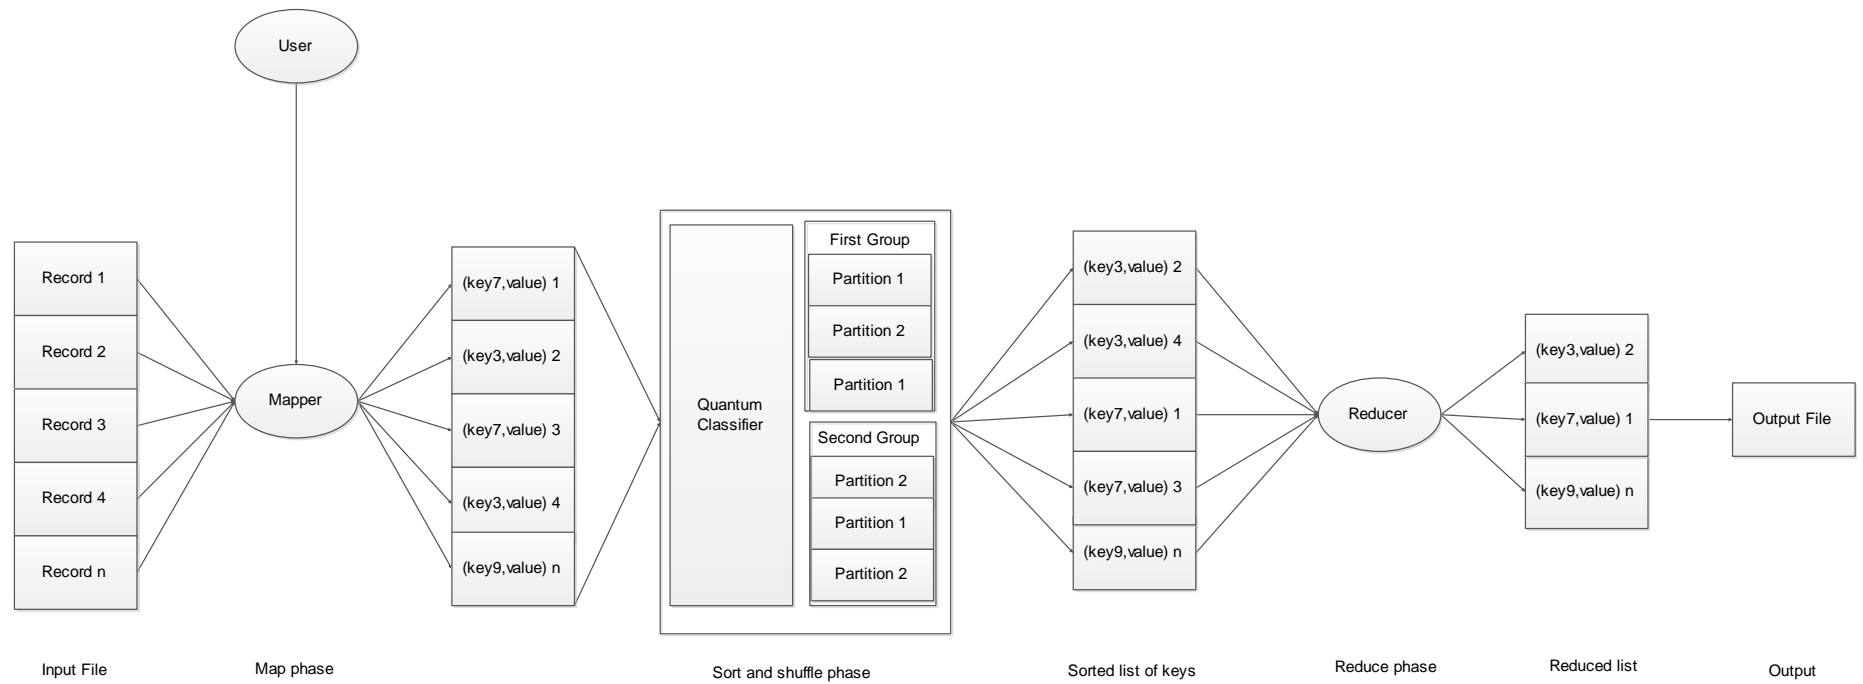 User
Record 1
Record 2
Record 3
Record 4
Record n
Mapper
(key7,value) 1
(key3,value) 2
(key7,value) 3
(key3,value) 4
(key9,value) n
Quantum
Classifier
First Group
Partition 1
Partition 2
Partition 1
Second Group
Partition 2
Partition 1
Partition 2
(key3,value) 2
(key3,value) 4
(key7,value) 1
(key7,value) 3
(key9,value) n
Reducer
(key3,value) 2
(key7,value) 1
(key9,value) n
Output File
Input File
Map phase
Sort and shuffle phase
Sorted list of keys
Reduce phase
Reduced list
Output